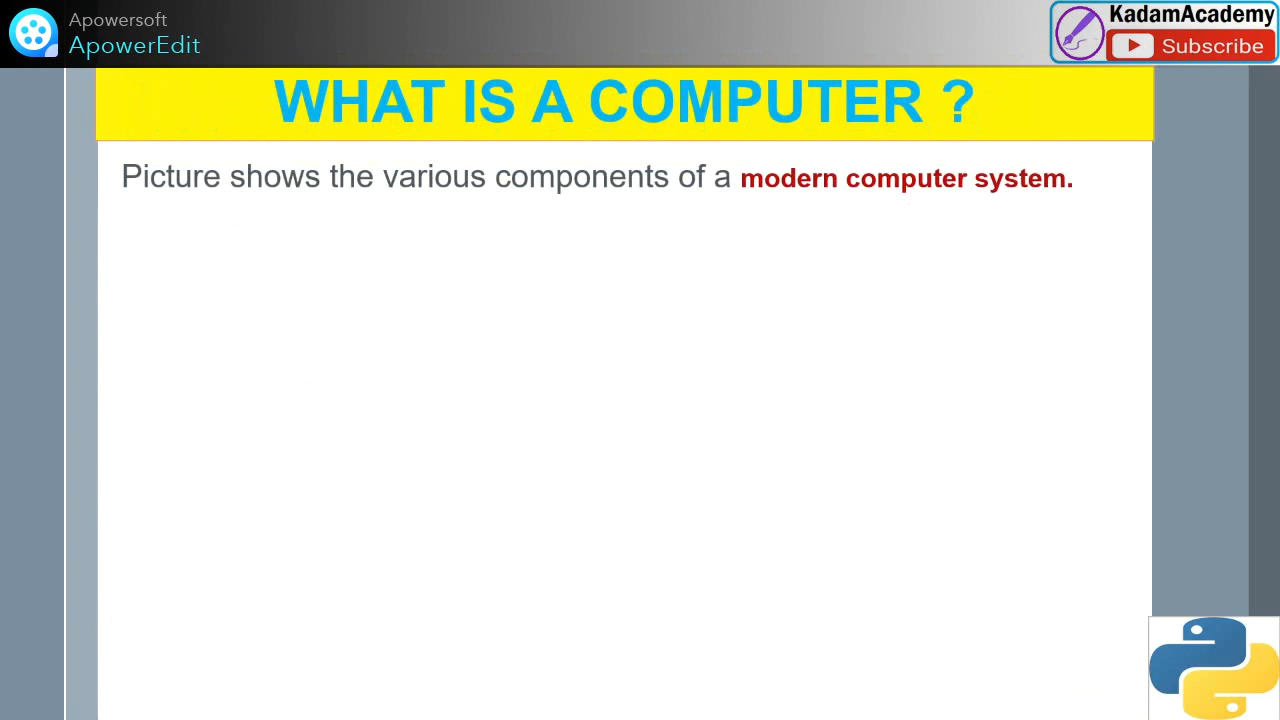 Apowersoft
ApowerEdit
KadamAcademy
Subscribe
WHAT IS A COMPUTER ?
Picture shows the various components of a modern computer system.